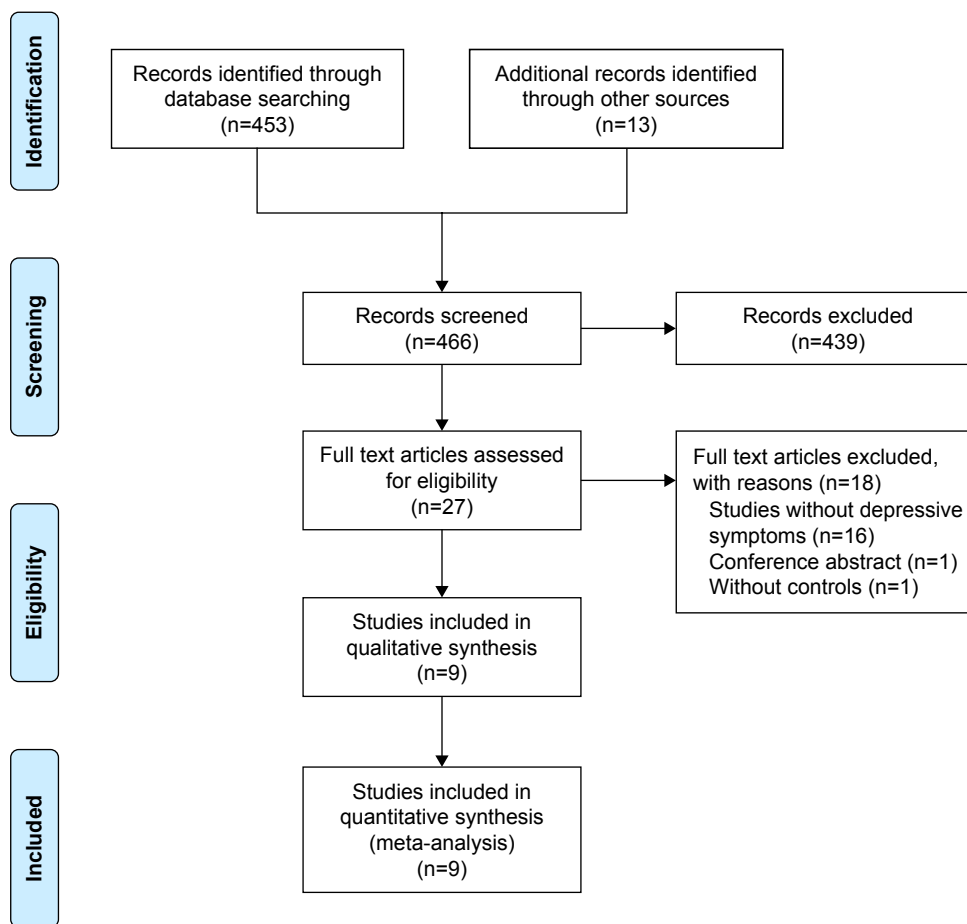 Identification
Records identified through
database searching
(n=453)
Additional records identified
through other sources
(n=13)
Screening
Records screened
(n=466)
Records excluded
(n=439)
Full text articles assessed
for eligibility
(n=27)
Full text articles excluded,
with reasons (n=18)
Studies without depressive
symptoms (n=16)
Conference abstract (n=1)
Without controls (n=1)
Eligibility
Studies included in
qualitative synthesis
(n=9)
Included
Studies included in
quantitative synthesis
(meta-analysis)
(n=9)